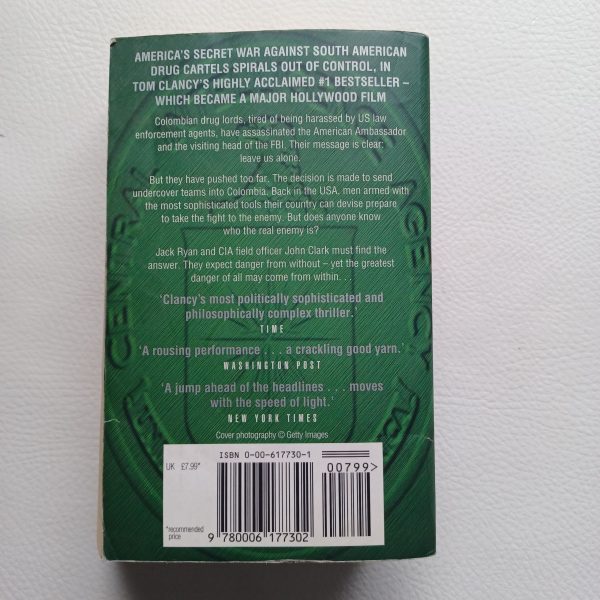 AMERICA'S SECRET WAR AGAINST SOUTH AMERICAN
DRUG CARTELS SPIRALS OUT OF CONTROL, IN
TOM CLANCY'S HIGHLY ACCLAIMED #1 BESTSELLER –
WHICH BECAME A MAJOR HOLLYWOOD FILM
Colombian drug lords, tired of being harassed by US law
enforcement agents, have assassinated the American Ambassador
and the visiting head of the FBI. Their message is clear:
leave us alone.
But they have pushed too far. The decision is made to send
undercover teams into Colombia. Back in the USA, men armed with
the most sophisticated tools their country can devise prepare
to take the fight to the enemy. But does anyone know
who the real enemy is?
Jack Ryan and CIA field officer John Clark must find the
answer. They expect danger from without – yet the greatest
danger of all may come from within. . .
'Clancy's most politically sophisticated and
philosophically complex thriller.'
TIME
'A rousing performance . . . a crackling good yarn.'
WASHINGTON POST
'A jump ahead of the headlines . . . moves
with the speed of light.'
NEW YORK TIMES
Cover photography © Getty Images
ISBN 0-00-617730-1
UK £7.99*
00799>
*recommended
price
9 780006 177302
CENTRAL
AGENCY